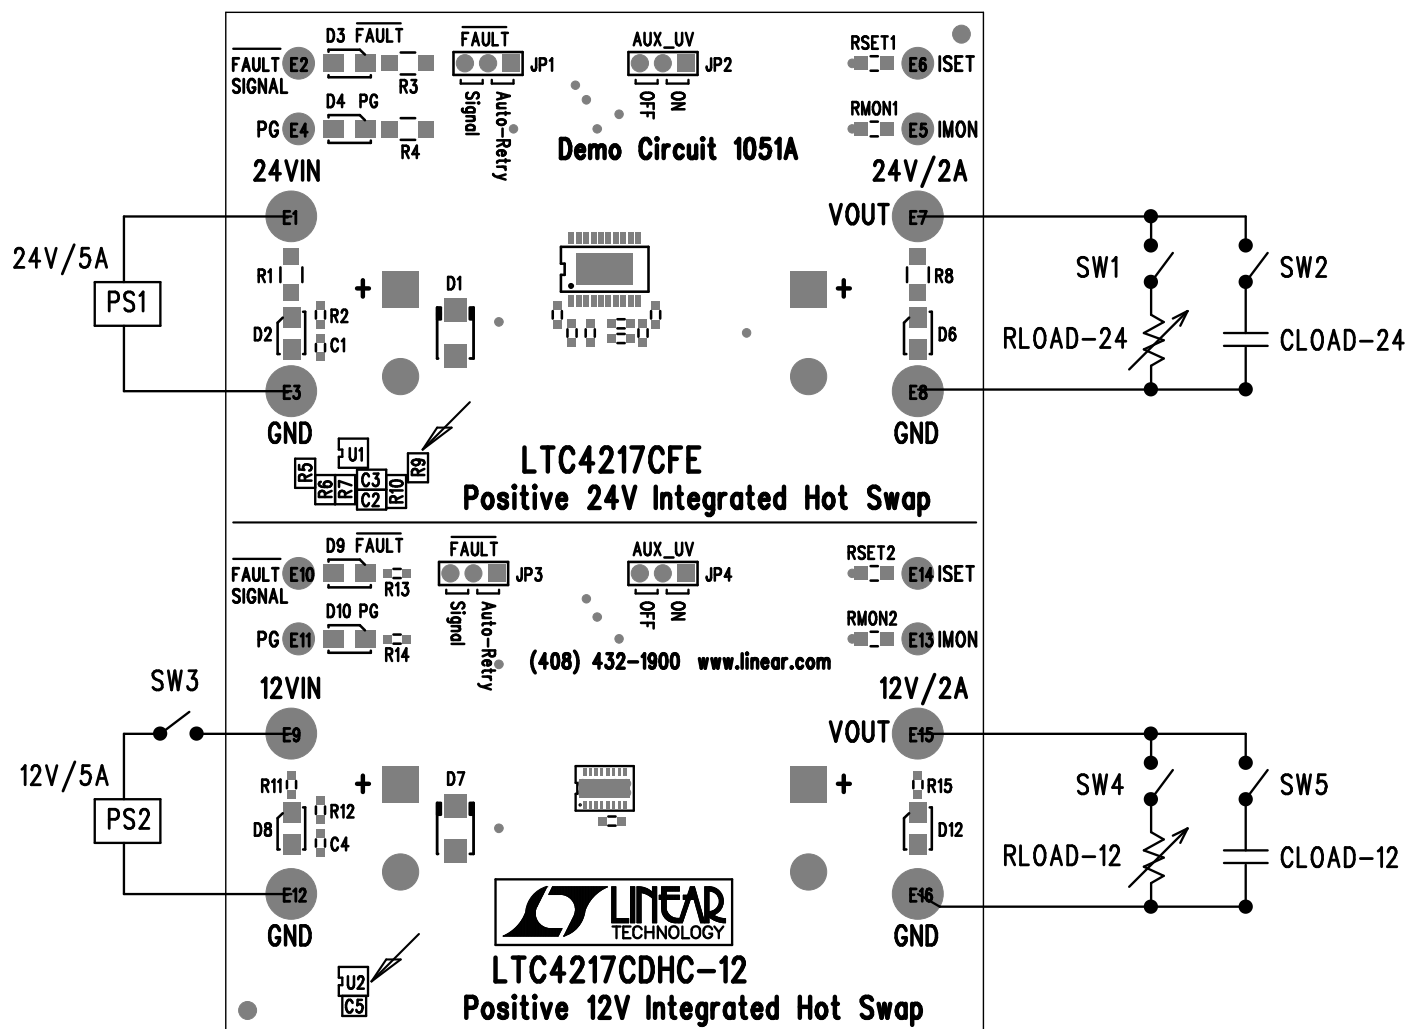 D3 FAULT
FAULT
AUX_UV
RSET1
FAULT
SIGNAL
E2
R3
JP1
JP2
E6
ISET
Signal
Auto-Retry
OFF
ON
D4 PG
RMON1
PG
E4
R4
E5
IMON
Demo Circuit 1051A
24VIN
24V/2A
E1
VOUT
E7
24V/5A
PS1
R1
+
D1
+
R8
SW1
SW2
D2
R2
C1
D6
RLOAD-24
CLOAD-24
E3
E8
GND
GND
U1
R5
R6
R7
C3
C2
R10
R9
LTC4217CFE
Positive 24V Integrated Hot Swap
D9 FAULT
FAULT
AUX_UV
RSET2
FAULT
SIGNAL
E10
R13
JP3
JP4
E14
ISET
Signal
Auto-Retry
OFF
ON
D10 PG
RMON2
PG
E11
R14
E13
IMON
(408) 432-1900 www.linear.com
SW3
12VIN
12V/2A
E9
VOUT
E15
12V/5A
PS2
R11
+
D7
+
R15
SW4
SW5
D8
R12
C4
D12
RLOAD-12
CLOAD-12
E12
E16
GND
GND
LINEAR
TECHNOLOGY
U2
C5
LTC4217CDHC-12
Positive 12V Integrated Hot Swap